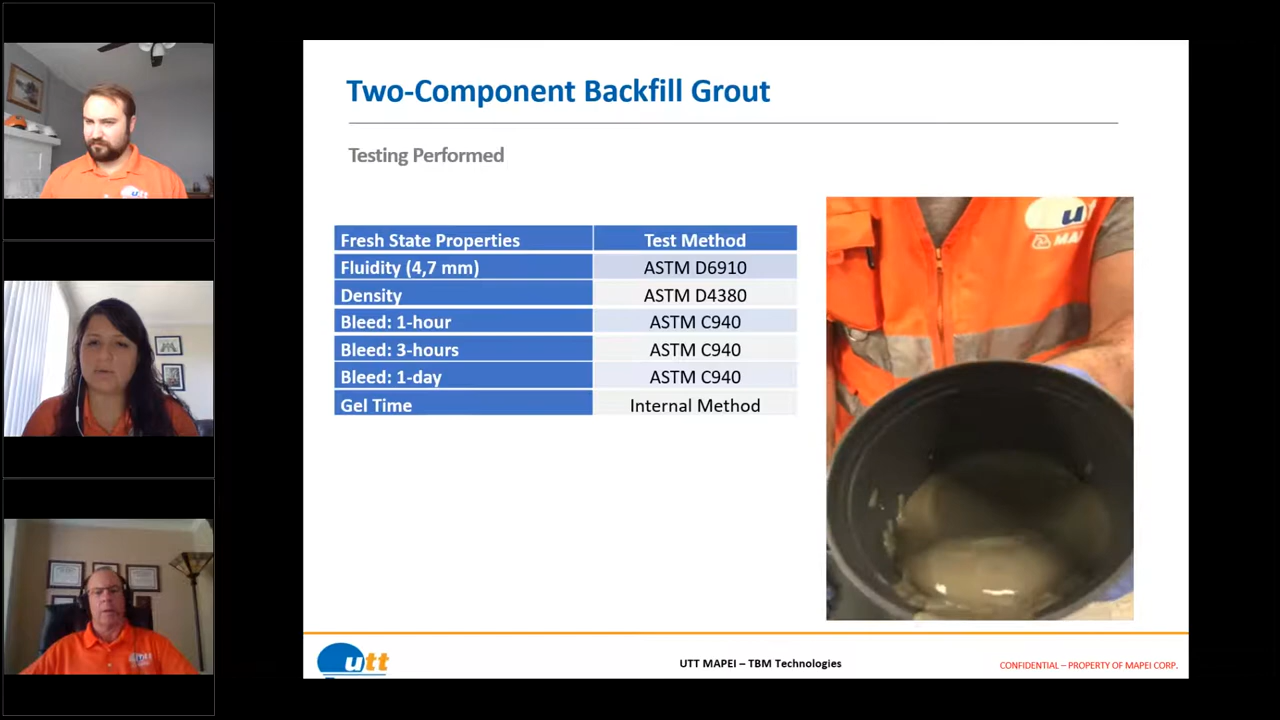 Two-Component Backfill Grout
Testing Performed
Fresh State Properties Test Method
Fluidity (4,7 mm) ASTM D6910
Density ASTM D4380
Bleed: 1-hour ASTM C940
Bleed: 3-hours ASTM C940
Bleed: 1-day ASTM C940
Gel Time Internal Method
utt
utt
UTT MAPEI – TBM Technologies
CONFIDENTIAL – PROPERTY OF MAPEI CORP.